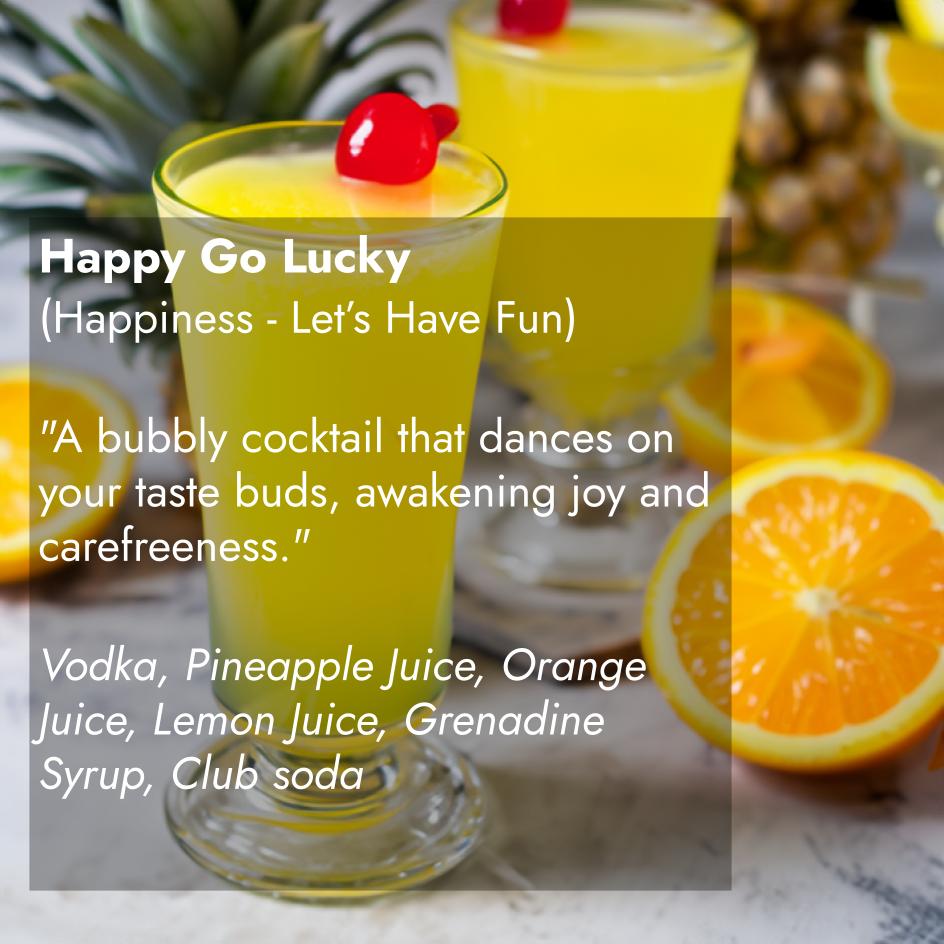 Happy Go Lucky
(Happiness - Let’s Have Fun)
"A bubbly cocktail that dances on
your taste buds, awakening joy and
carefreeness."
Vodka, Pineapple Juice, Orange
Juice, Lemon Juice, Grenadine
Syrup, Club soda